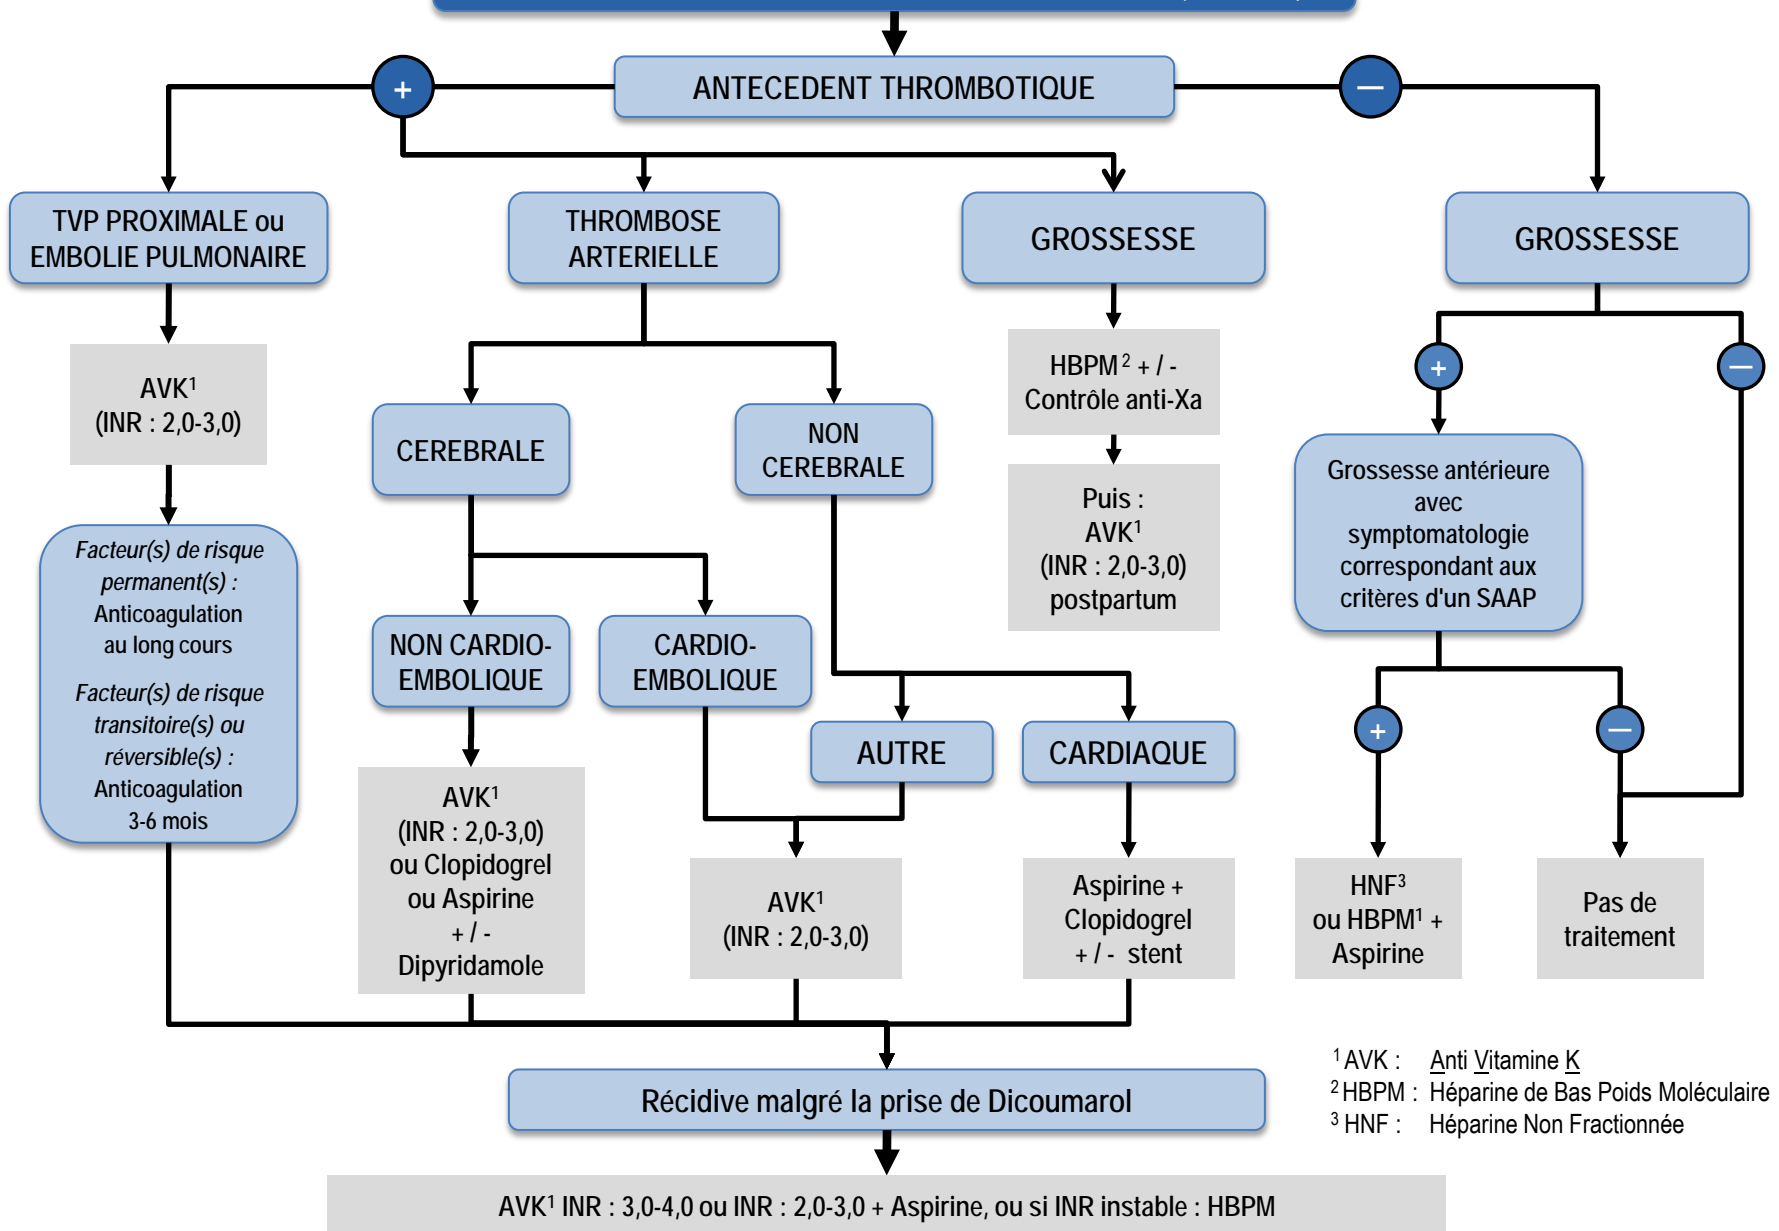 ANTECEDENT THROMBOTIQUE
+
—
TVP PROXIMALE ou
EMBOLIE PULMONAIRE
THROMBOSE
ARTERIELLE
GROSSESSE
GROSSESSE
AVK¹
(INR : 2,0-3,0)
HBPM² + / -
Contrôle anti-Xa
+
—
CEREBRALE
NON
CEREBRALE
Puis :
AVK¹
(INR : 2,0-3,0)
postpartum
Grossesse antérieure
avec
symptomatologie
correspondant aux
critères d'un SAAP
Facteur(s) de risque
permanent(s) :
Anticoagulation
au long cours
Facteur(s) de risque
transitoire(s) ou
réversible(s) :
Anticoagulation
3-6 mois
NON CARDIO-
EMBOLIQUE
CARDIO-
EMBOLIQUE
AUTRE
CARDIAQUE
+
—
AVK¹
(INR : 2,0-3,0)
ou Clopidogrel
ou Aspirine
+ / -
Dipyridamole
AVK¹
(INR : 2,0-3,0)
Aspirine +
Clopidogrel
+ / - stent
HNF³
ou HBPM¹ +
Aspirine
Pas de
traitement
Récidive malgré la prise de Dicoumarol
¹ AVK : Anti Vitamine K
² HBPM : Héparine de Bas Poids Moléculaire
³ HNF : Héparine Non Fractionnée
AVK¹ INR : 3,0-4,0 ou INR : 2,0-3,0 + Aspirine, ou si INR instable : HBPM